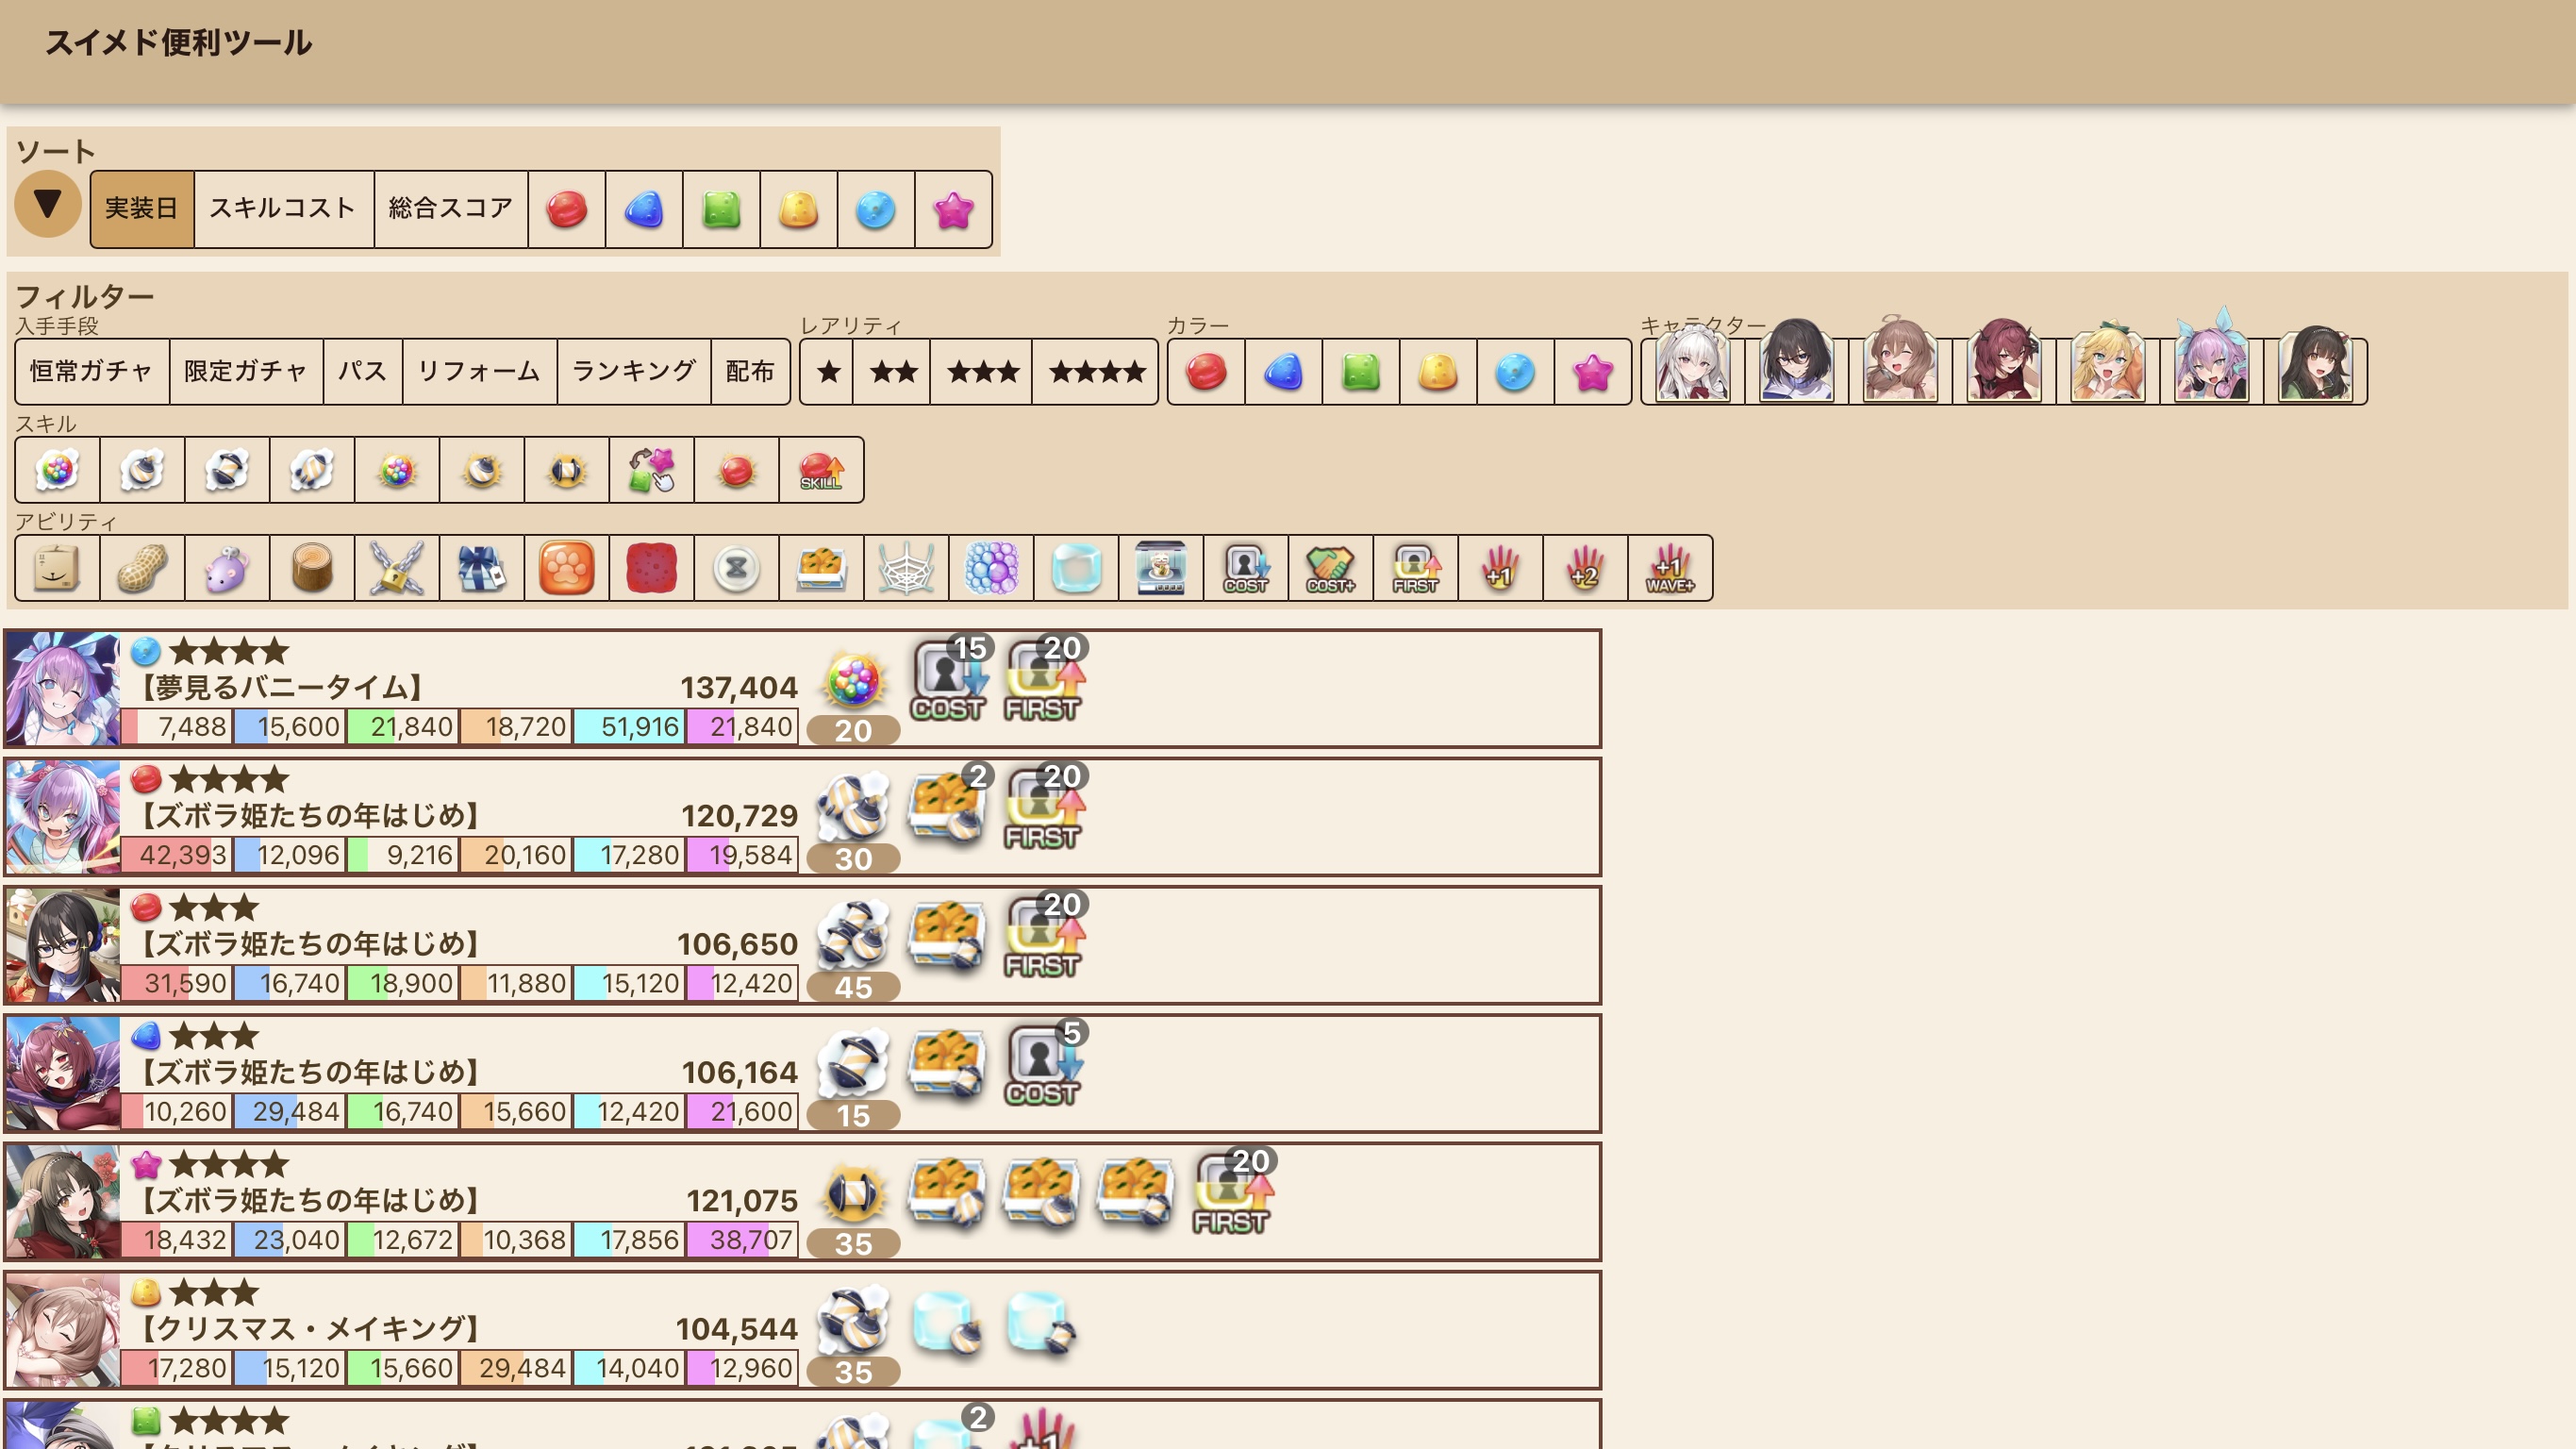 スイメド便利ツール
ソート
▼ 実装日 スキルコスト 総合スコア
フィルター
入手手段 レアリティ カラー キャラクター
恒常ガチャ 限定ガチャ パス リフォーム ランキング 配布 ★ ★★ ★★★ ★★★★
スキル
SKILL
アビリティ
COST COST+ FIRST +1 +2 +1 WAVE+
★★★★ 15 20
【夢見るバニータイム】 137,404 COST FIRST
7,488 15,600 21,840 18,720 51,916 21,840 20
★★★★ 2 20
【ズボラ姫たちの年はじめ】 120,729 FIRST
42,393 12,096 9,216 20,160 17,280 19,584 30
★★★ 20
【ズボラ姫たちの年はじめ】 106,650 FIRST
31,590 16,740 18,900 11,880 15,120 12,420 45
★★★ 5
【ズボラ姫たちの年はじめ】 106,164 COST
10,260 29,484 16,740 15,660 12,420 21,600 15
★★★★ 20
【ズボラ姫たちの年はじめ】 121,075 FIRST
18,432 23,040 12,672 10,368 17,856 38,707 35
★★★
【クリスマス・メイキング】 104,544
17,280 15,120 15,660 29,484 14,040 12,960 35
★★★★ 2
+1